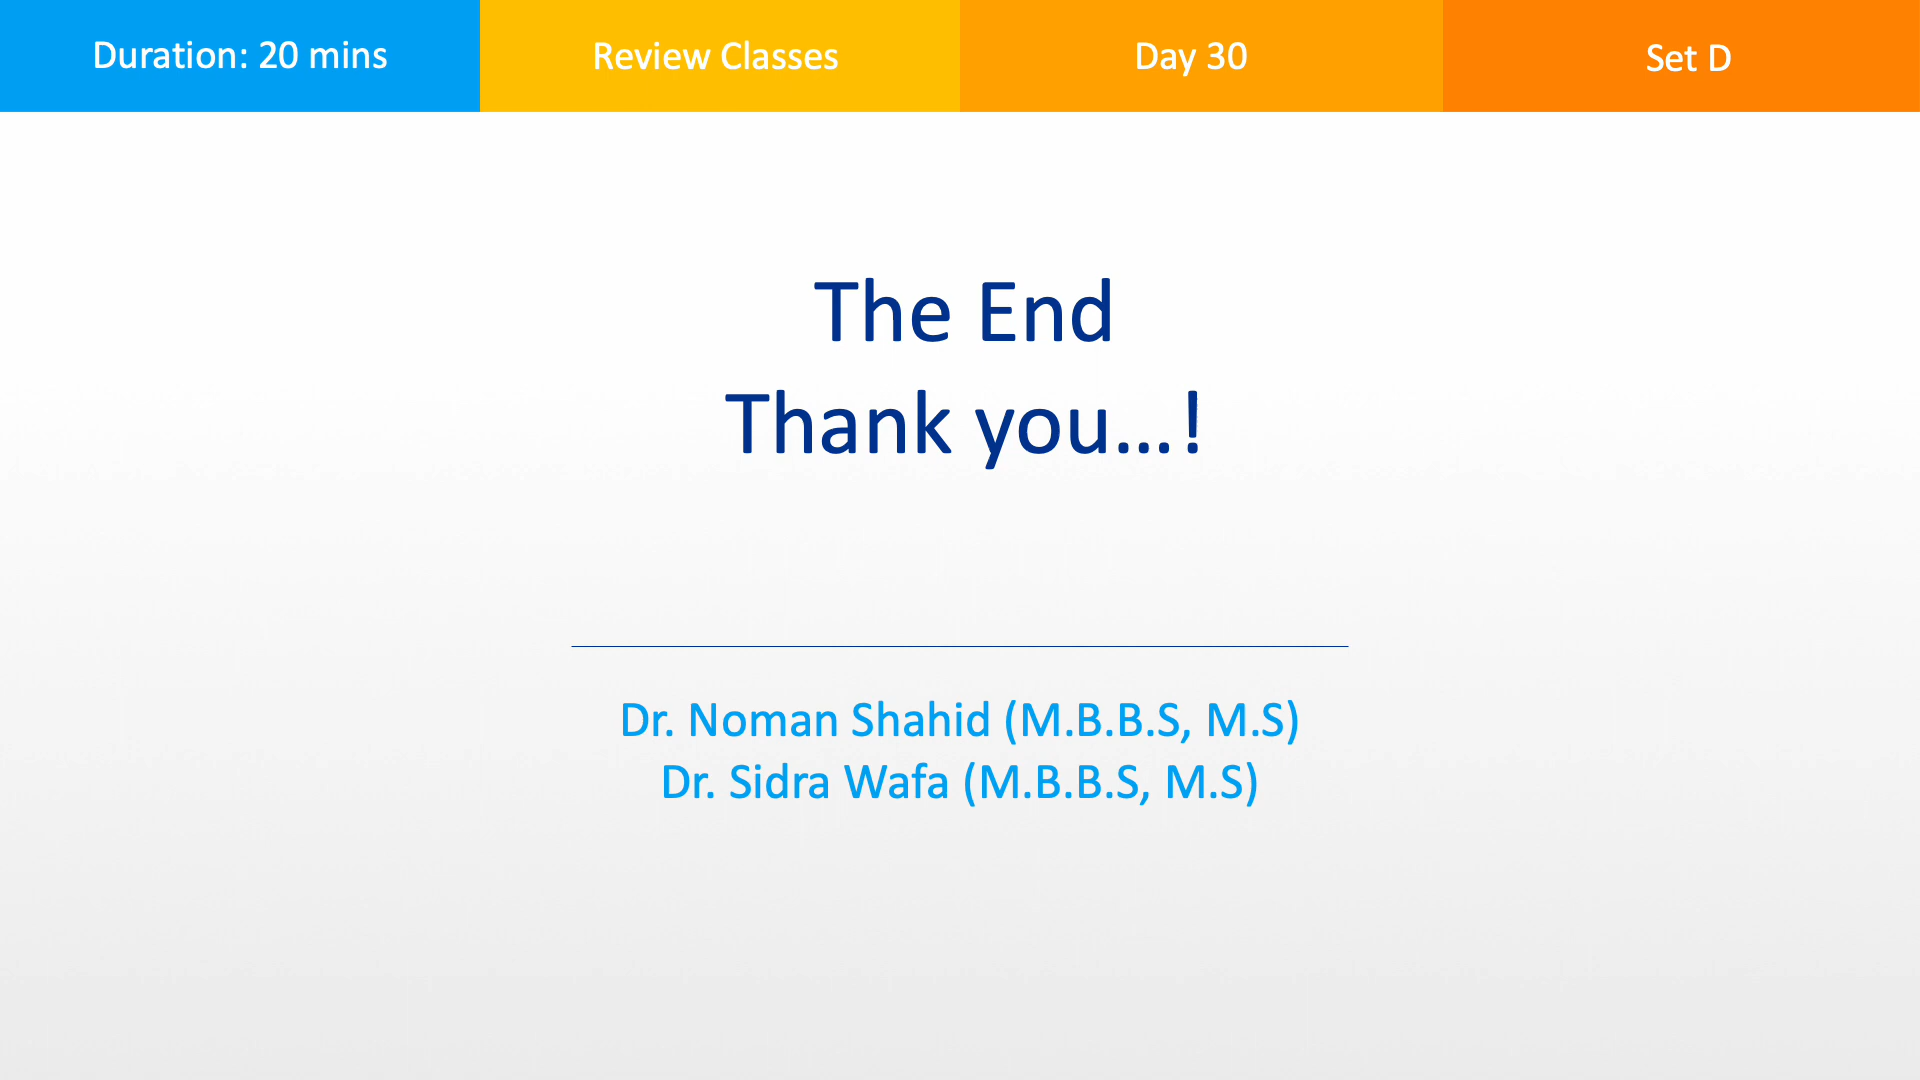 Duration: 20 mins
Review Classes
Day 30
Set D
The End
Thank you...!
Dr. Noman Shahid (M.B.B.S, M.S)
Dr. Sidra Wafa (M.B.B.S, M.S)